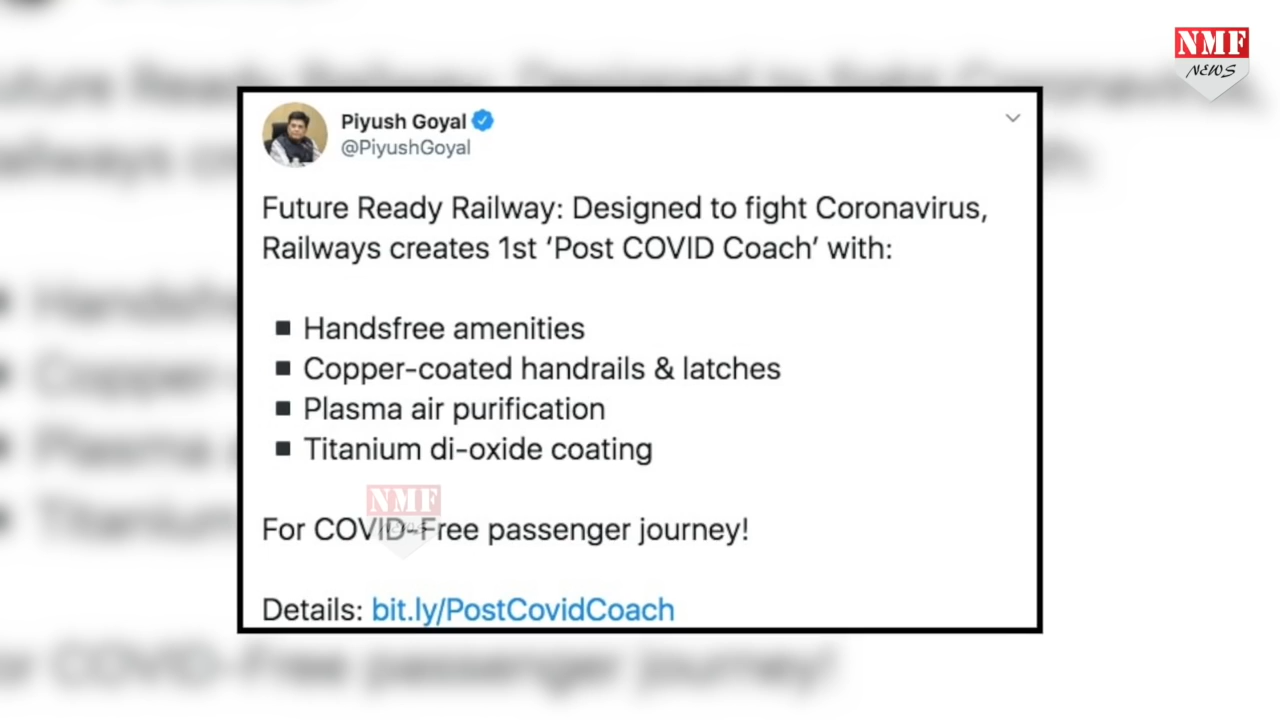 NMF
NEWS
Piyush Goyal
@PiyushGoyal
Future Ready Railway: Designed to fight Coronavirus,
Railways creates 1st ‘Post COVID Coach’ with:
■ Handsfree amenities
■ Copper-coated handrails & latches
■ Plasma air purification
■ Titanium di-oxide coating
NMF
NEWS
For COVID-Free passenger journey!
Details: bit.ly/PostCovidCoach